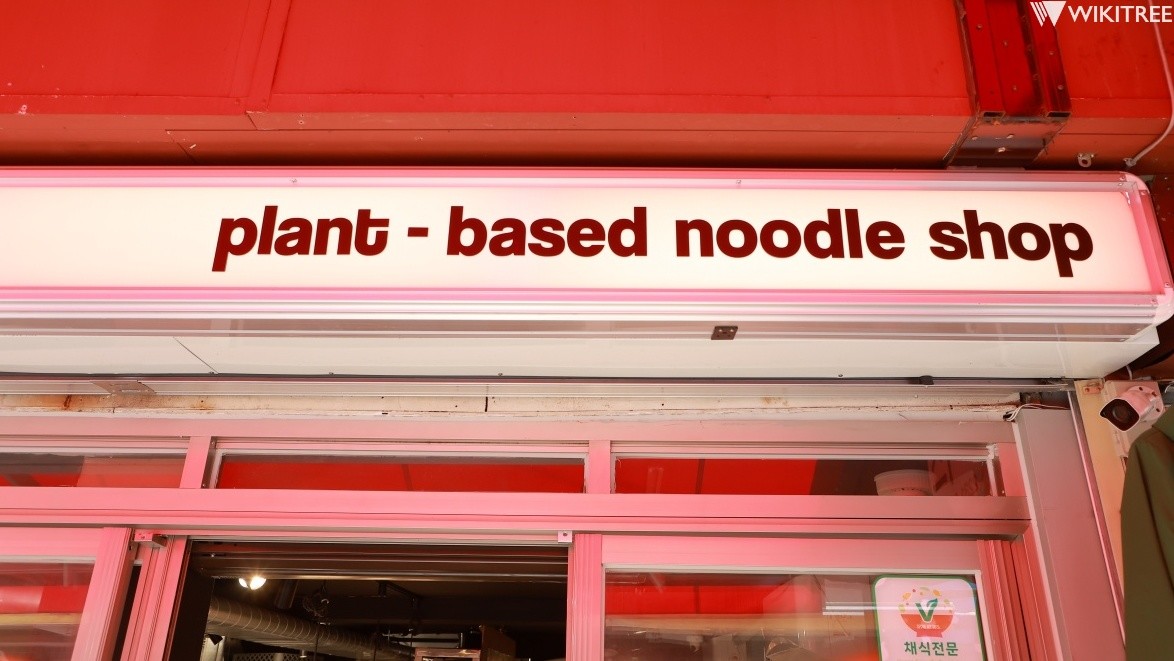 WIKITREE
plant - based noodle shop
채식전문